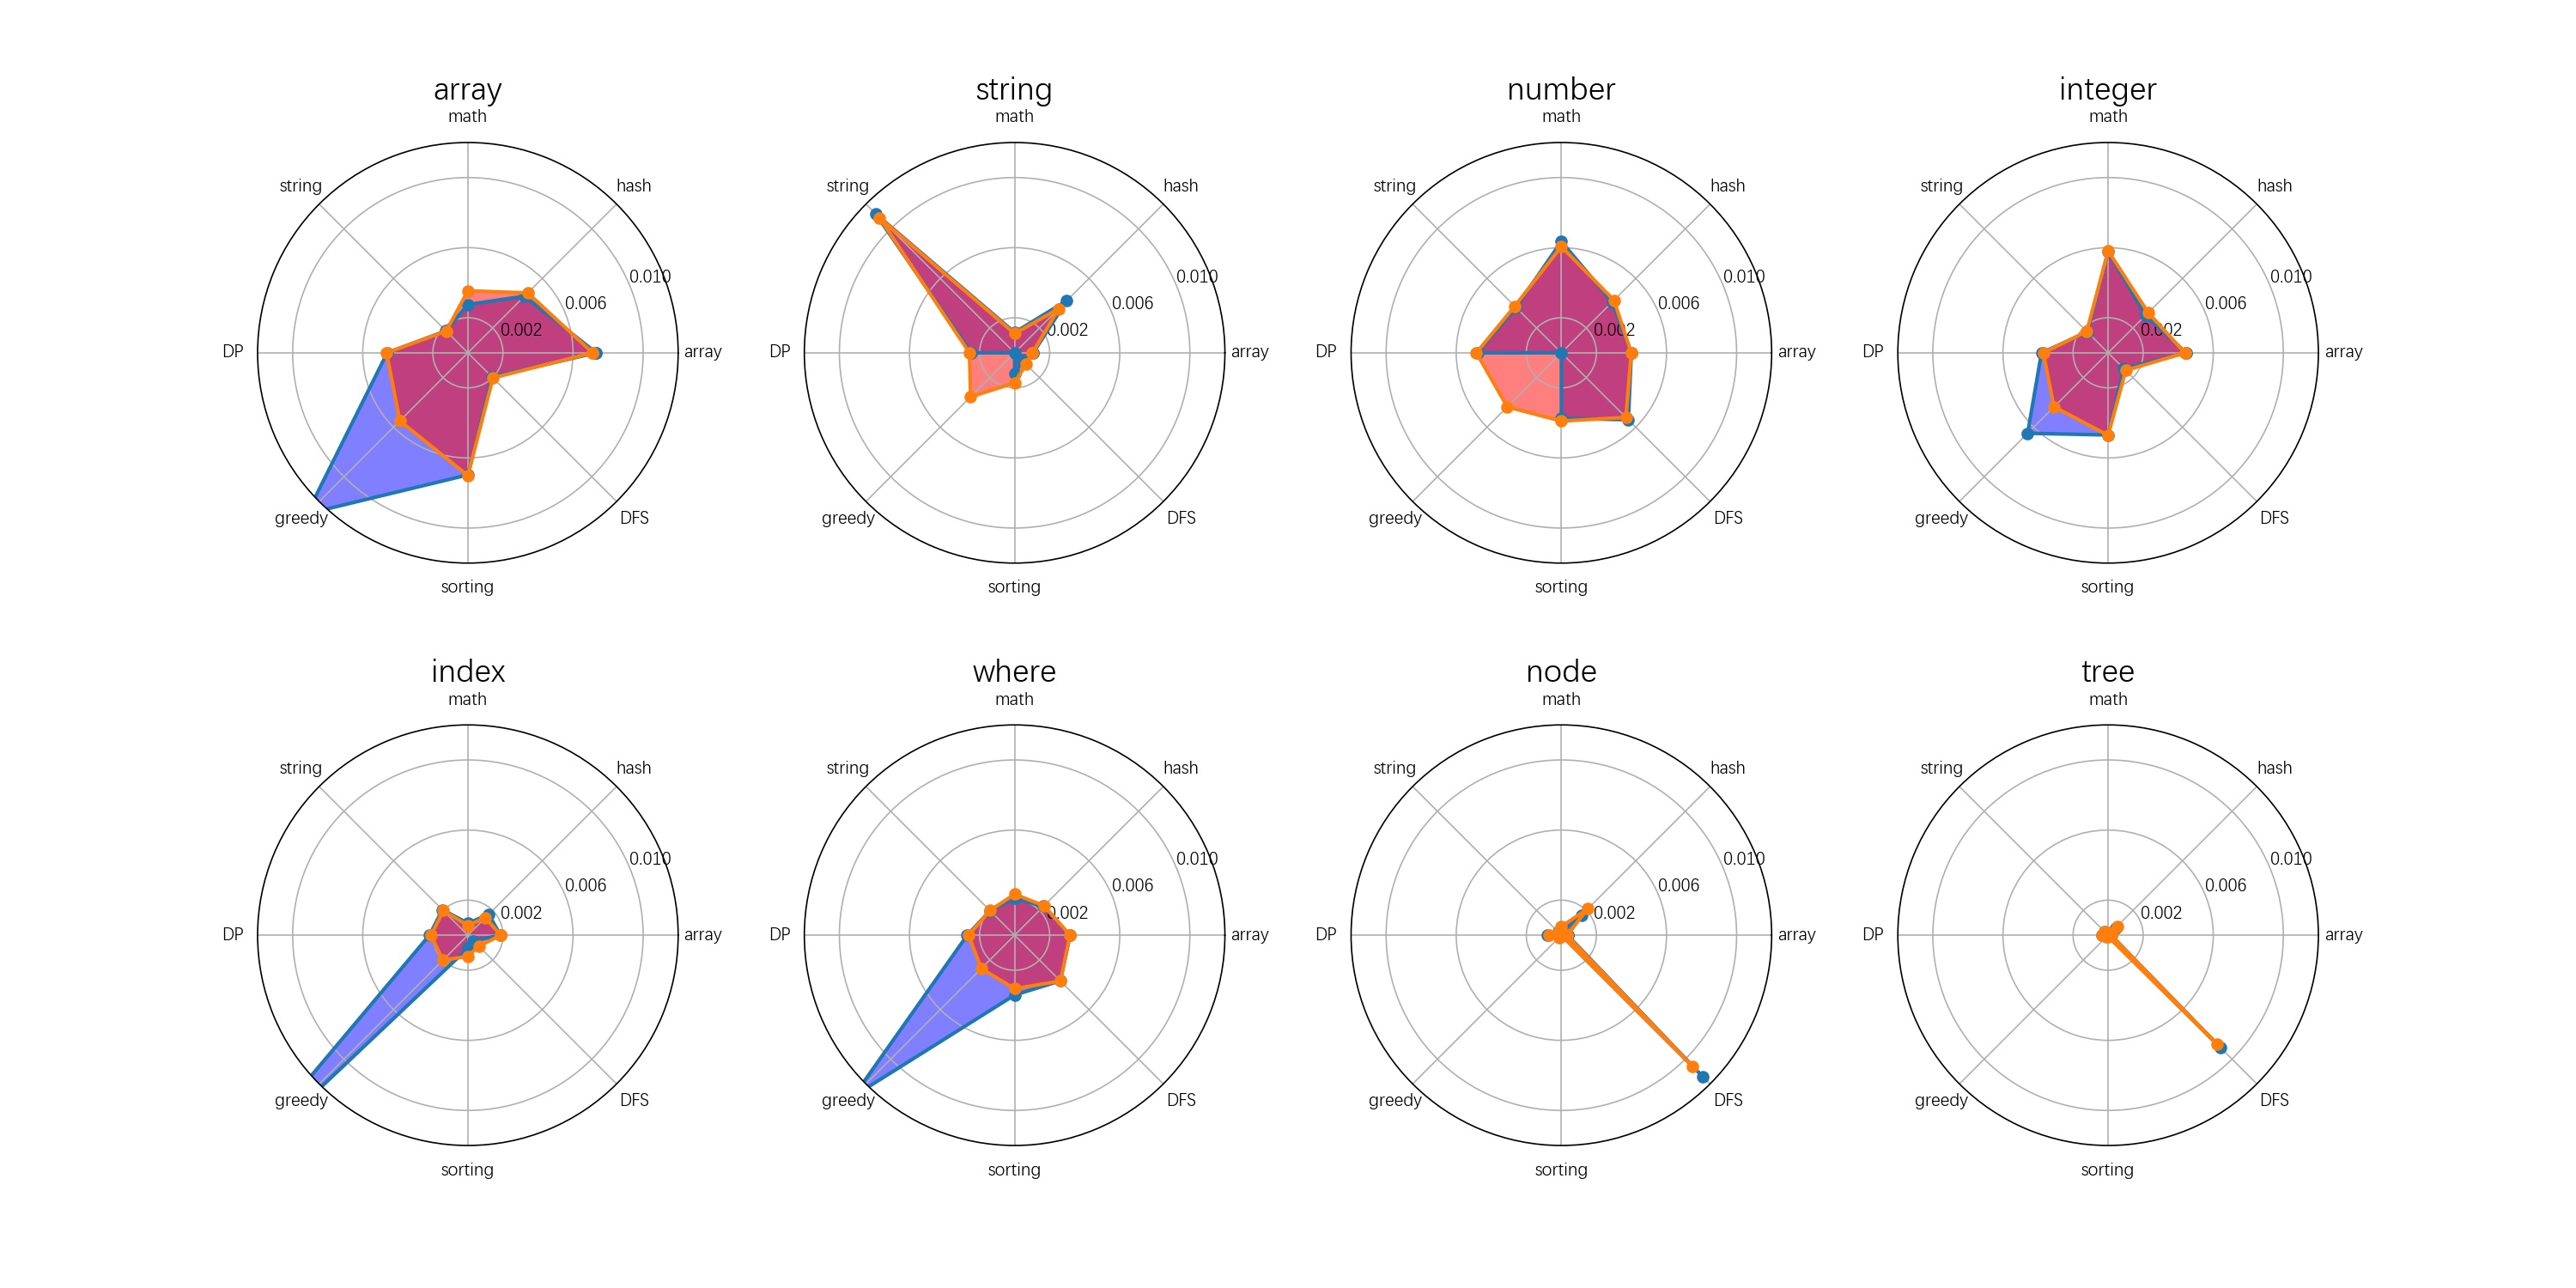 array
math
string
hash
0.010
0.006
0.002
DP
array
greedy
DFS
sorting
string
math
string
hash
0.010
0.006
0.002
DP
array
greedy
DFS
sorting
number
math
string
hash
0.010
0.006
0.002
DP
array
greedy
DFS
sorting
integer
math
string
hash
0.010
0.006
0.002
DP
array
greedy
DFS
sorting
index
math
string
hash
0.010
0.006
0.002
DP
array
greedy
DFS
sorting
where
math
string
hash
0.010
0.006
0.002
DP
array
greedy
DFS
sorting
node
math
string
hash
0.010
0.006
0.002
DP
array
greedy
DFS
sorting
tree
math
string
hash
0.010
0.006
0.002
DP
array
greedy
DFS
sorting